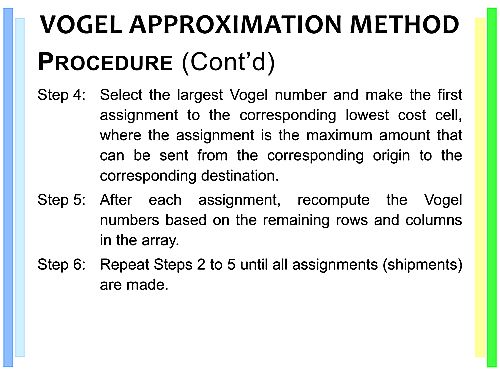 VOGEL APPROXIMATION METHOD
PROCEDURE (Cont'd)
Step 4: Select the largest Vogel number and make the first
assignment to the corresponding lowest cost cell,
where the assignment is the maximum amount that
can be sent from the corresponding origin to the
corresponding destination.
Step 5: After each assignment, recompute the Vogel
numbers based on the remaining rows and columns
in the array.
Step 6: Repeat Steps 2 to 5 until all assignments (shipments)
are made.